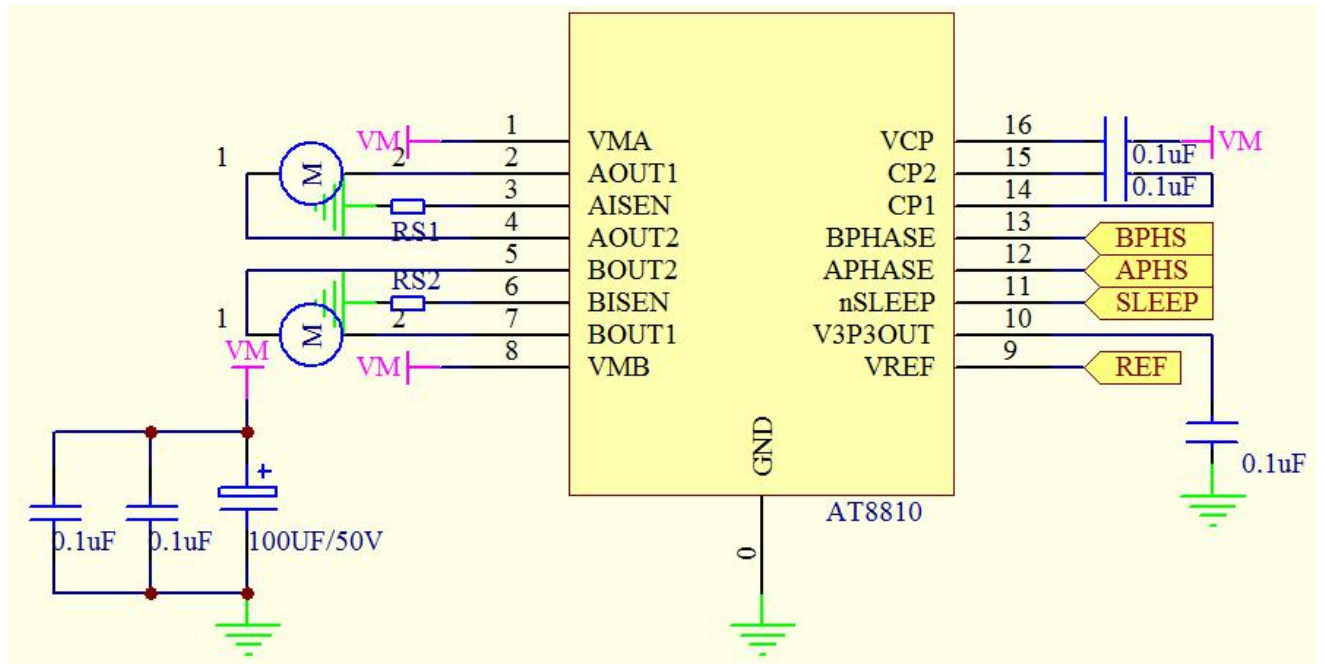 VM 1 VMA VCP 16 VM
1 M 2 2 AOUT1 CP2 15 0.1uF
3 AISEN CP1 14 0.1uF
RS1 4 AOUT2 BPHASE 13 BPHS
5 BOUT2 APHASE 12 APHS
RS2 6 BISEN nSLEEP 11 SLEEP
1 M 2 7 BOUT1 V3P3OUT 10
VM 8 VMB VREF 9 REF
VM
+
GND
0.1uF
AT8810
0.1uF 0.1uF 100UF/50V
0